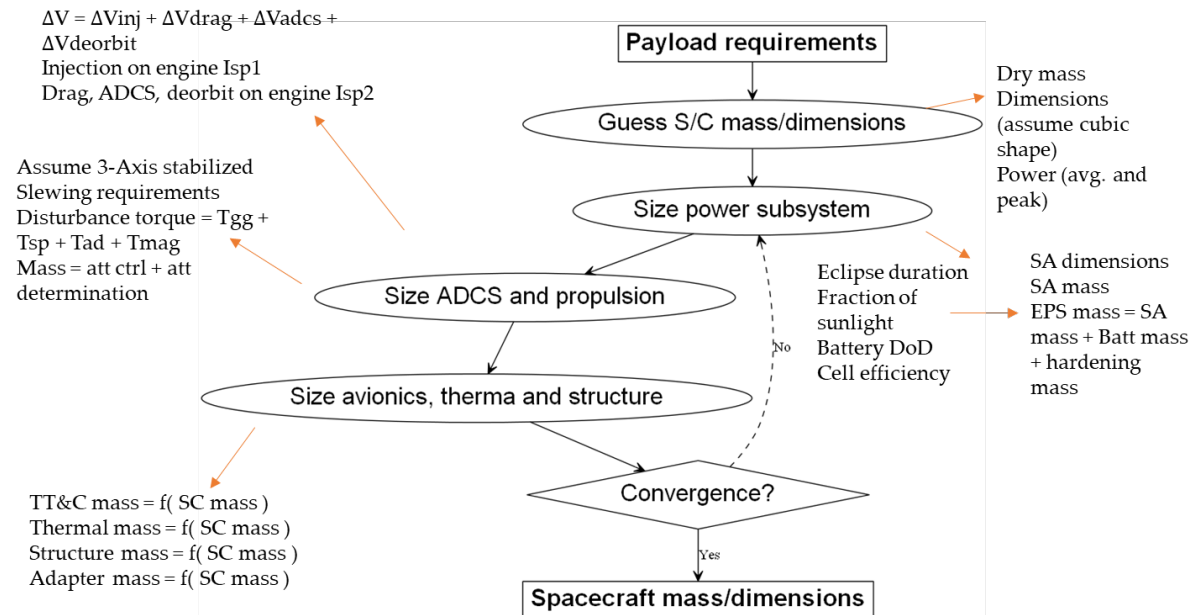 ΔV = ΔVinj + ΔVdrag + ΔVadcs +
ΔVdeorbit
Injection on engine Isp1
Drag, ADCS, deorbit on engine Isp2
Payload requirements
Guess S/C mass/dimensions
Dry mass
Dimensions
(assume cubic
shape)
Power (avg. and
peak)
Assume 3-Axis stabilized
Slewing requirements
Disturbance torque = Tgg +
Tsp + Tad + Tmag
Mass = att ctrl + att
determination
Size power subsystem
Size ADCS and propulsion
Eclipse duration
Fraction of
sunlight
Battery DoD
Cell efficiency
SA dimensions
SA mass
EPS mass = SA
mass + Batt mass
+ hardening
mass
No
Size avionics, therma and structure
TT&C mass = f( SC mass )
Thermal mass = f( SC mass )
Structure mass = f( SC mass )
Adapter mass = f( SC mass )
Convergence?
Yes
Spacecraft mass/dimensions